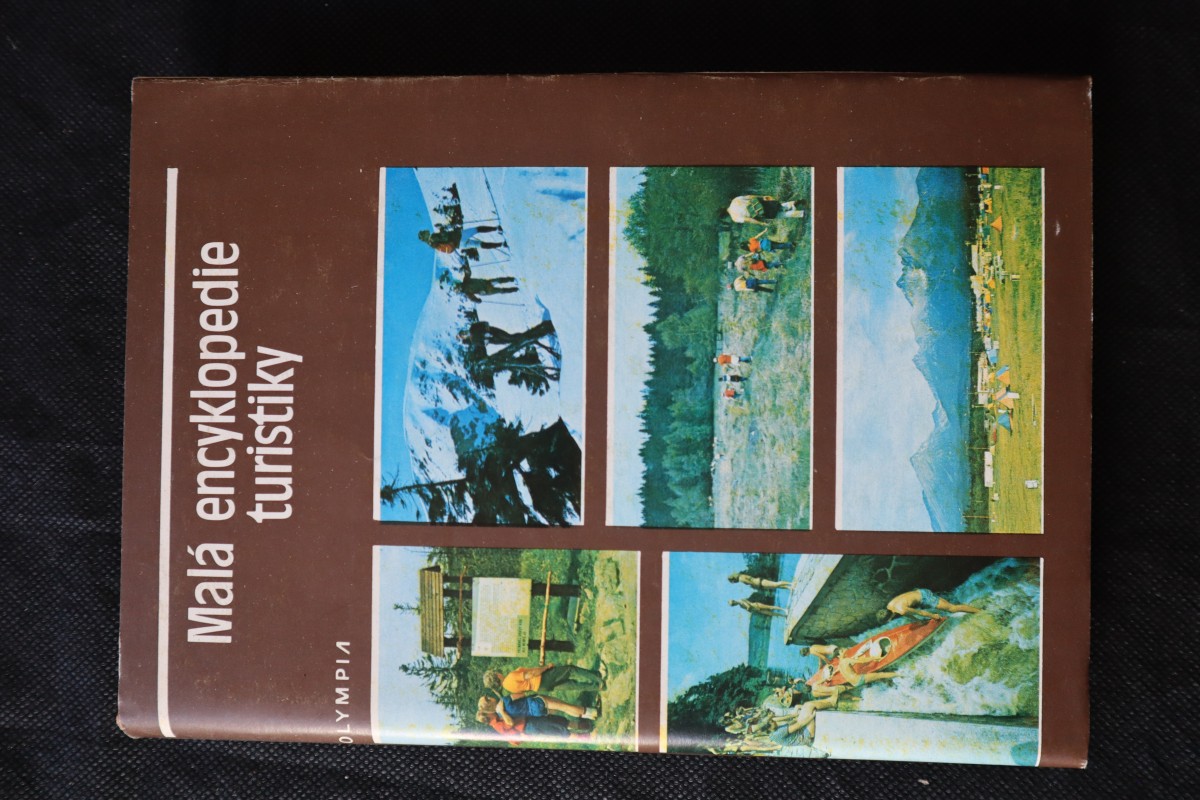 Malá encyklopedie
turistiky
OLYMPIA